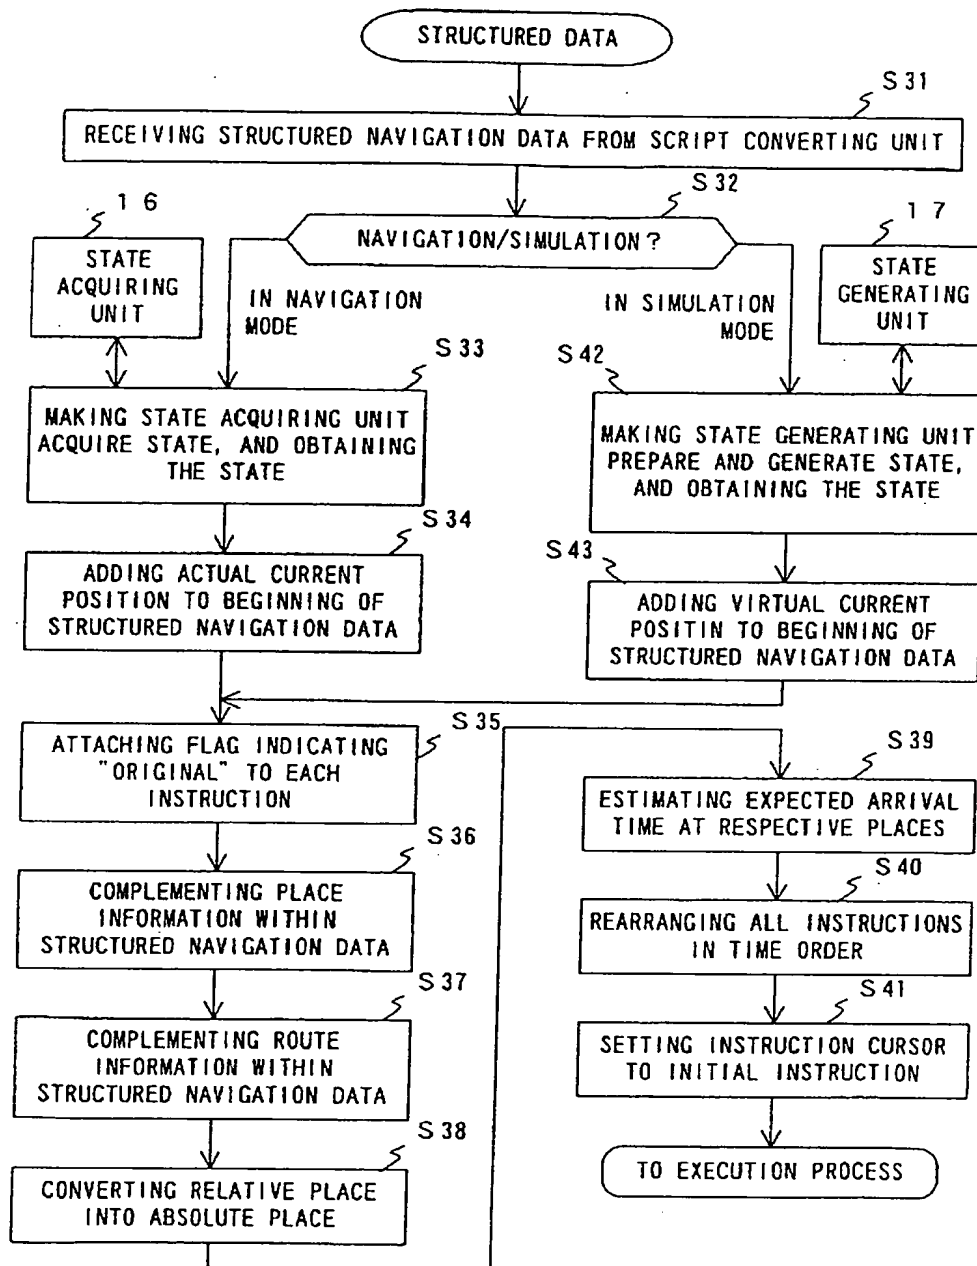 STRUCTURED DATA
S31
RECEIVING STRUCTURED NAVIGATION DATA FROM SCRIPT CONVERTING UNIT
S32
NAVIGATION/SIMULATION?
16
STATE
ACQUIRING
UNIT
17
STATE
GENERATING
UNIT
IN NAVIGATION
MODE
IN SIMULATION
MODE
S33
MAKING STATE ACQUIRING UNIT
ACQUIRE STATE, AND OBTAINING
THE STATE
S42
MAKING STATE GENERATING UNIT
PREPARE AND GENERATE STATE,
AND OBTAINING THE STATE
S34
ADDING ACTUAL CURRENT
POSITION TO BEGINNING OF
STRUCTURED NAVIGATION DATA
S43
ADDING VIRTUAL CURRENT
POSITIN TO BEGINNING OF
STRUCTURED NAVIGATION DATA
S35
ATTACHING FLAG INDICATING
"ORIGINAL" TO EACH
INSTRUCTION
S36
COMPLEMENTING PLACE
INFORMATION WITHIN
STRUCTURED NAVIGATION DATA
S37
COMPLEMENTING ROUTE
INFORMATION WITHIN
STRUCTURED NAVIGATION DATA
S38
CONVERTING RELATIVE PLACE
INTO ABSOLUTE PLACE
S39
ESTIMATING EXPECTED ARRIVAL
TIME AT RESPECTIVE PLACES
S40
REARRANGING ALL INSTRUCTIONS
IN TIME ORDER
S41
SETTING INSTRUCTION CURSOR
TO INITIAL INSTRUCTION
TO EXECUTION PROCESS